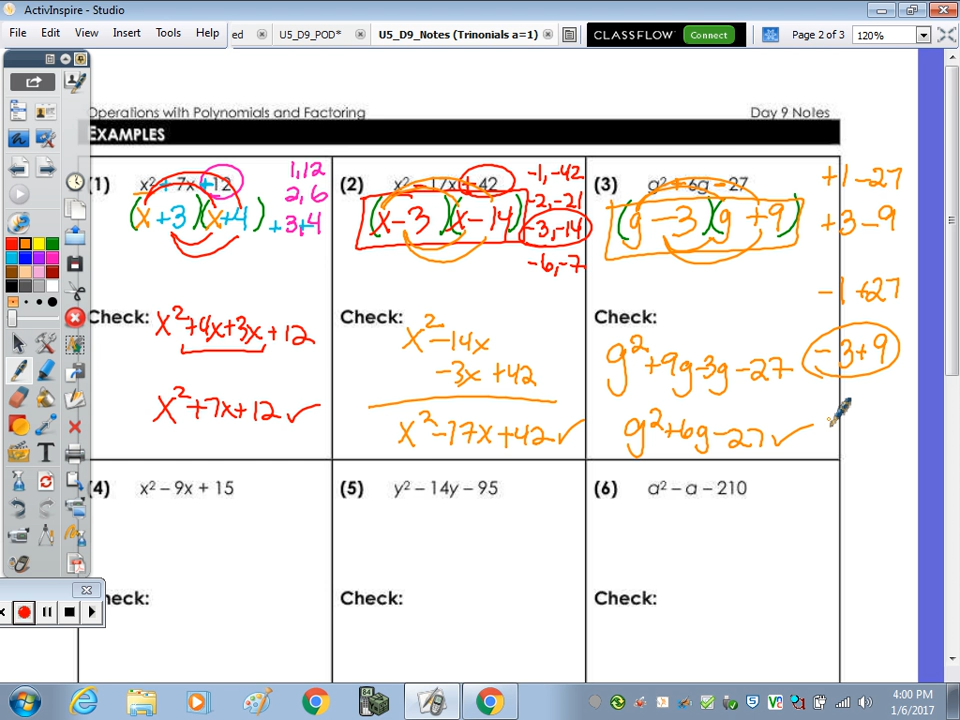 ActivInspire - Studio
File Edit View Insert Tools Help ed U5_D9_POD* U5_D9_Notes (Trinonials a=1) CLASSFLOW Connect Page 2 of 3 120%
Operations with Polynomials and Factoring Day 9 Notes
EXAMPLES
(1) x² + 7x + 12
1, 12
2, 6
+3, +4
(x+3)(x+4)
Check:
x²+4x+3x+12
x²+7x+12 ✓
(2) x² - 17x + 42
-1, -42
-2, -21
-3, -14
-6, -7
(x-3)(x-14)
Check:
x²-14x
-3x+42
x²-17x+42 ✓
(3) g² + 6g - 27
+1 -27
+3 -9
-1 +27
-3+9
(g-3)(g+9)
Check:
g²+9g-3g-27
g²+6g-27 ✓
(4) x² – 9x + 15
heck:
(5) y² – 14y – 95
Check:
(6) a² – a – 210
Check:
4:00 PM
1/6/2017